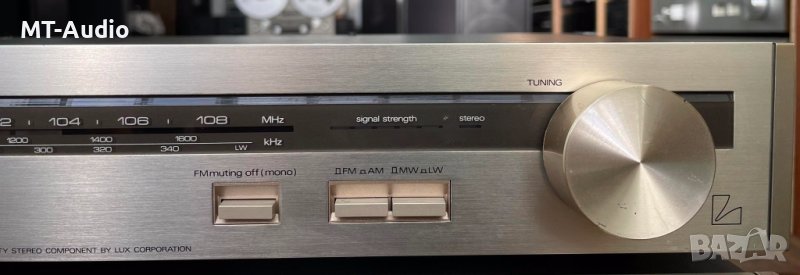 MT-Audio
TUNING
104 106 108 MHz
signal strength stereo
1200 1400 1600 kHz
300 320 340 LW
FM muting off (mono)
FM AM MW LW
STEREO COMPONENT BY LUX CORPORATION
BAZAR